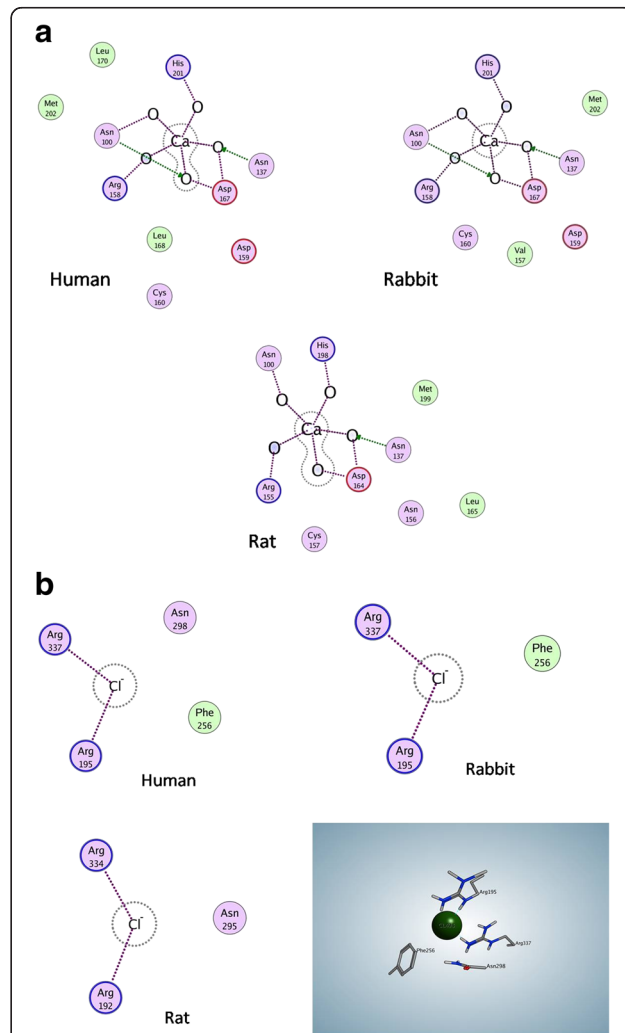 a
Leu
170
His
201
Met
202
Asn
100
O
O
Ca
O
O
O
Asn
137
Arg
158
Asp
167
Leu
168
Asp
159
Cys
160
Human
His
201
Met
202
Asn
100
O
O
Ca
O
O
O
Asn
137
Arg
158
Asp
167
Cys
160
Val
157
Asp
159
Rabbit
Asn
100
His
198
Met
199
O
O
Ca
O
O
O
Asn
137
Arg
155
Asp
164
Asn
156
Leu
165
Cys
157
Rat
b
Arg
337
Asn
298
Cl-
Phe
256
Arg
195
Human
Arg
337
Phe
256
Cl-
Arg
195
Rabbit
Arg
334
Cl-
Asn
295
Arg
192
Rat
Arg195
Arg337
Phe256
Asn298